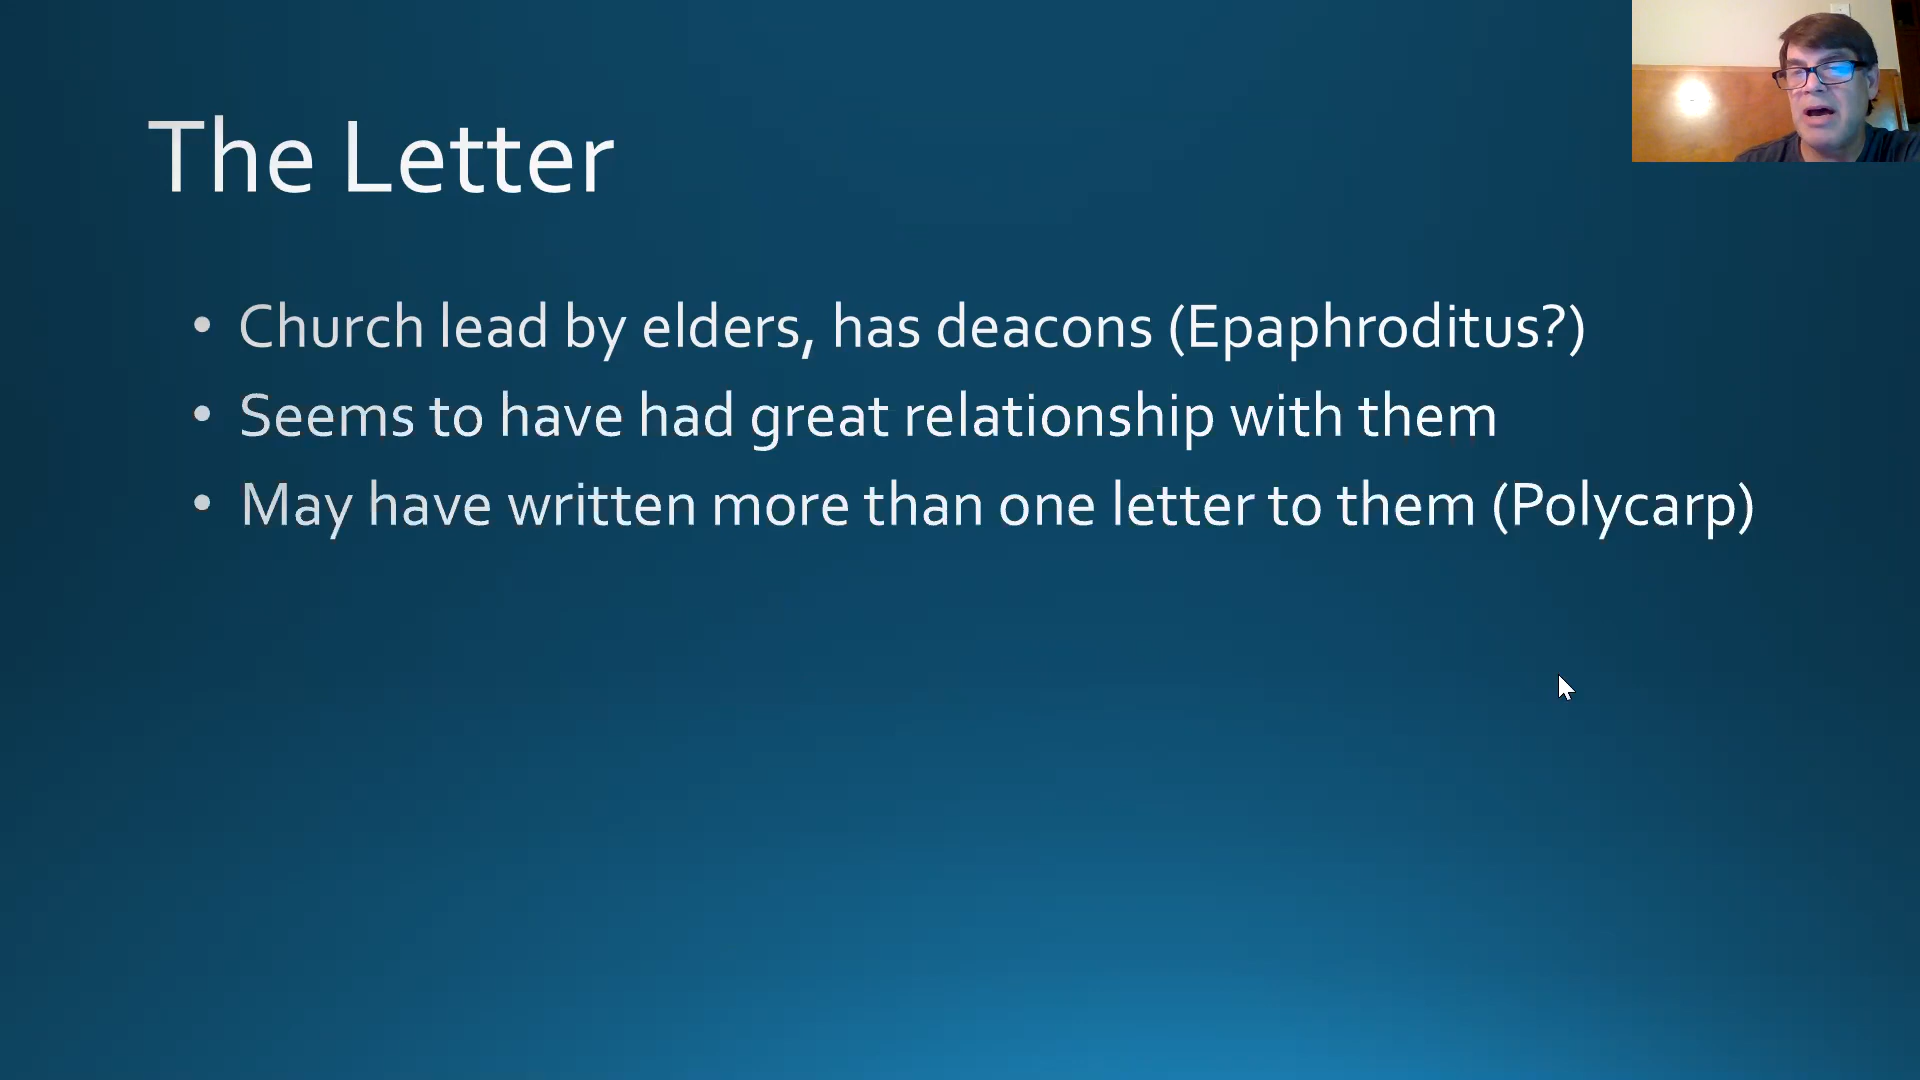 The Letter
• Church lead by elders, has deacons (Epaphroditus?)
• Seems to have had great relationship with them
• May have written more than one letter to them (Polycarp)